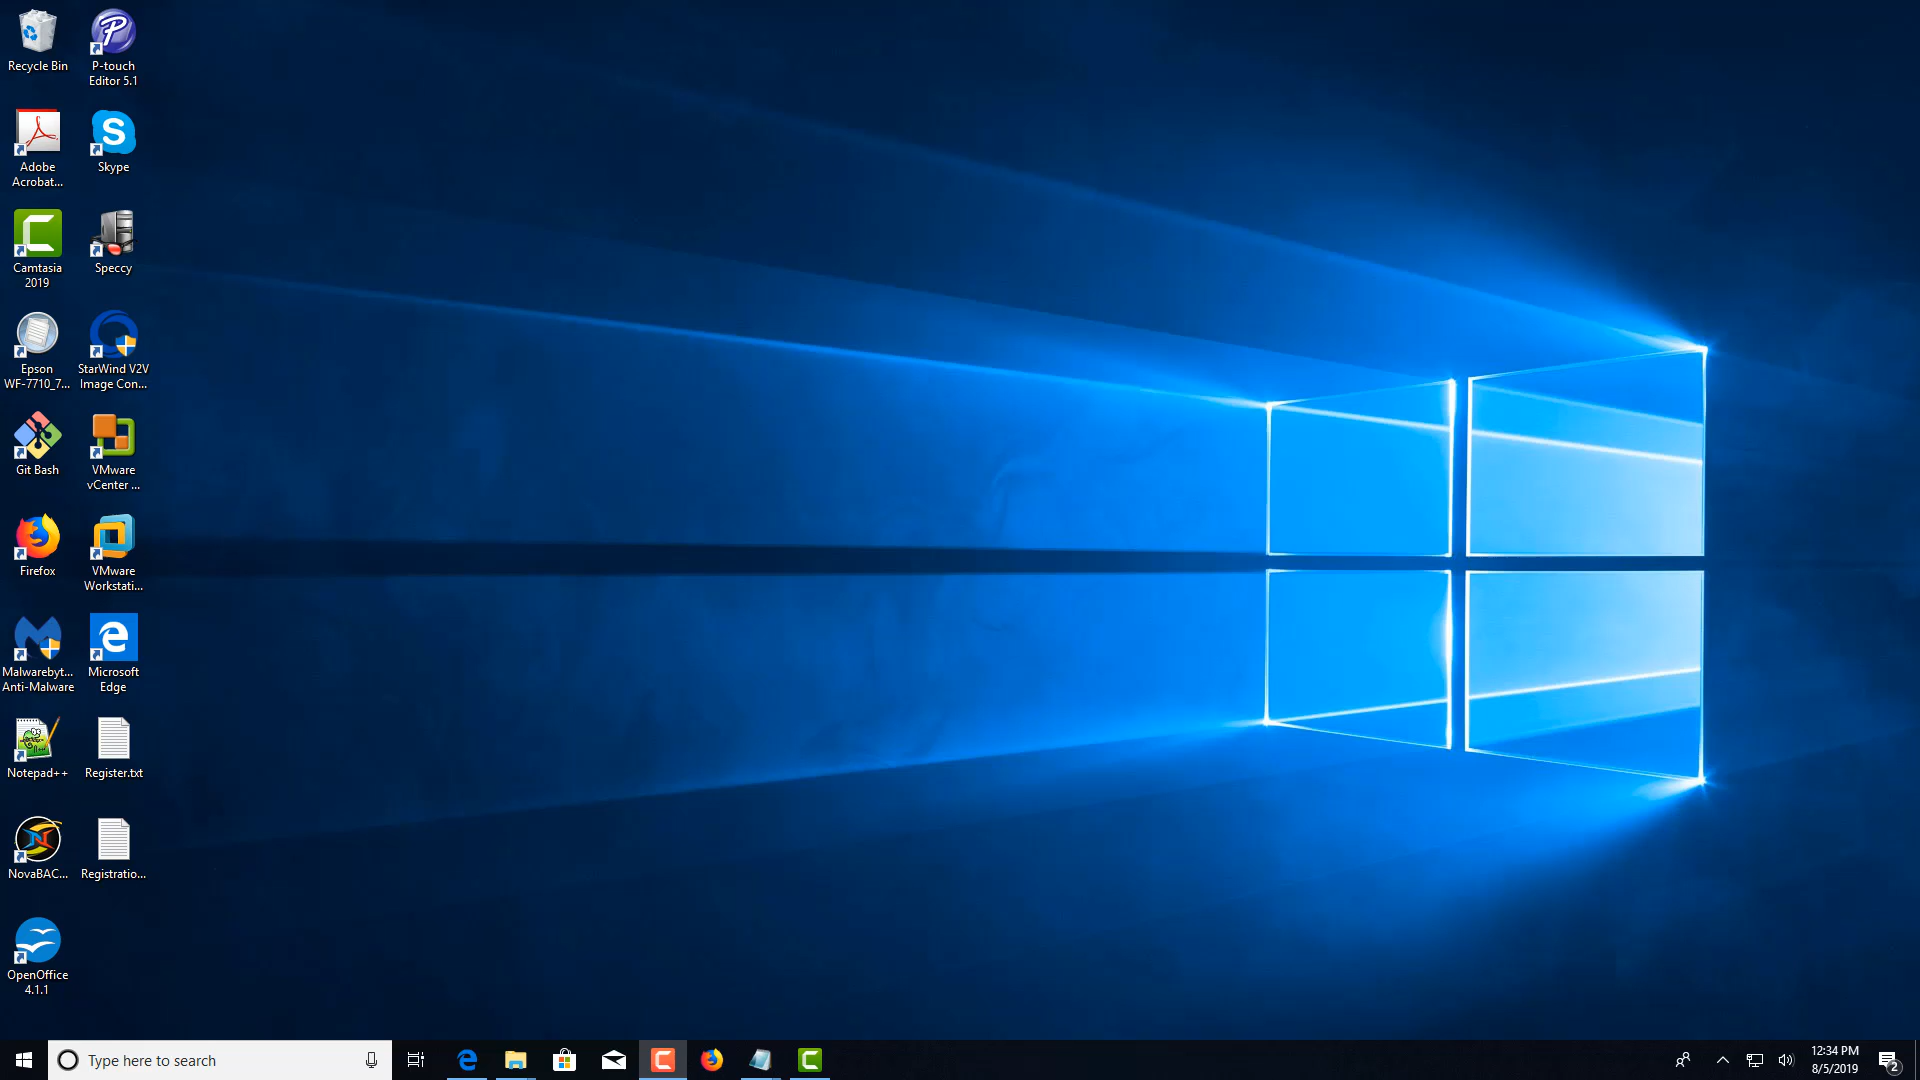 Recycle Bin
P-touch
Editor 5.1
Adobe
Acrobat...
Skype
Camtasia
2019
Speccy
Epson
WF-7710_7...
StarWind V2V
Image Con...
Git Bash
VMware
vCenter ...
Firefox
VMware
Workstati...
Malwarebyt...
Anti-Malware
Microsoft
Edge
Notepad++
Register.txt
NovaBAC...
Registratio...
OpenOffice
4.1.1
Type here to search
12:34 PM
8/5/2019
2